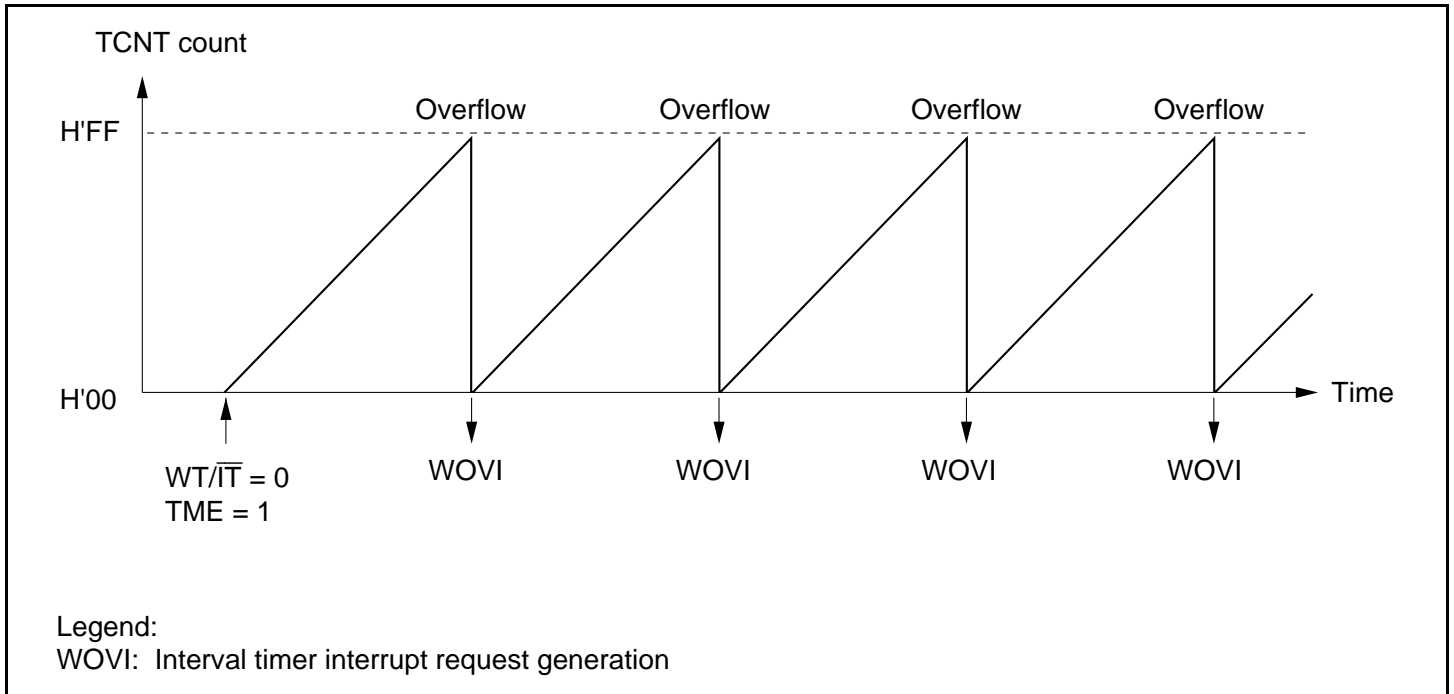 TCNT count
H'FF
Overflow Overflow Overflow Overflow
H'00
Time
WT/I̅T̅ = 0
TME = 1
WOVI WOVI WOVI WOVI
Legend:
WOVI: Interval timer interrupt request generation